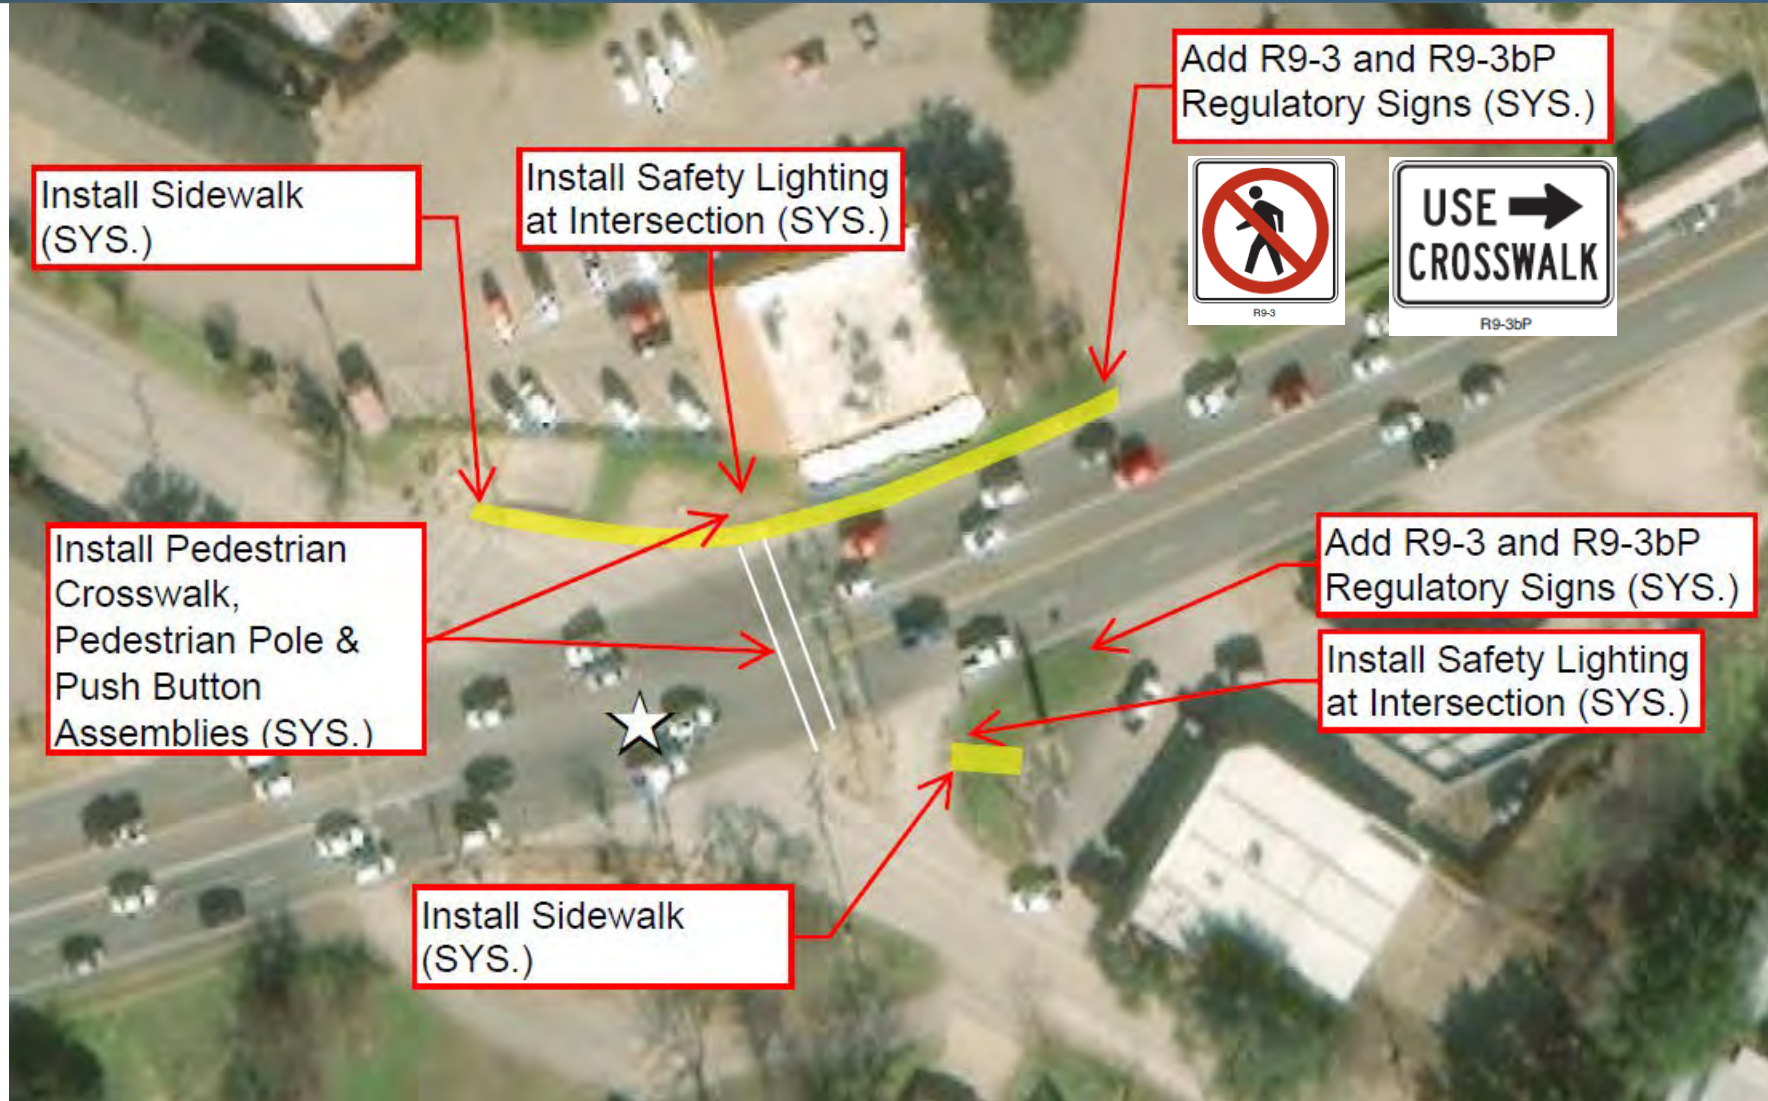 Add R9-3 and R9-3bP
Regulatory Signs (SYS.)
Install Safety Lighting
at Intersection (SYS.)
Install Sidewalk
(SYS.)
USE
CROSSWALK
R9-3
R9-3bP
Install Pedestrian
Crosswalk,
Pedestrian Pole &
Push Button
Assemblies (SYS.)
Add R9-3 and R9-3bP
Regulatory Signs (SYS.)
Install Safety Lighting
at Intersection (SYS.)
Install Sidewalk
(SYS.)